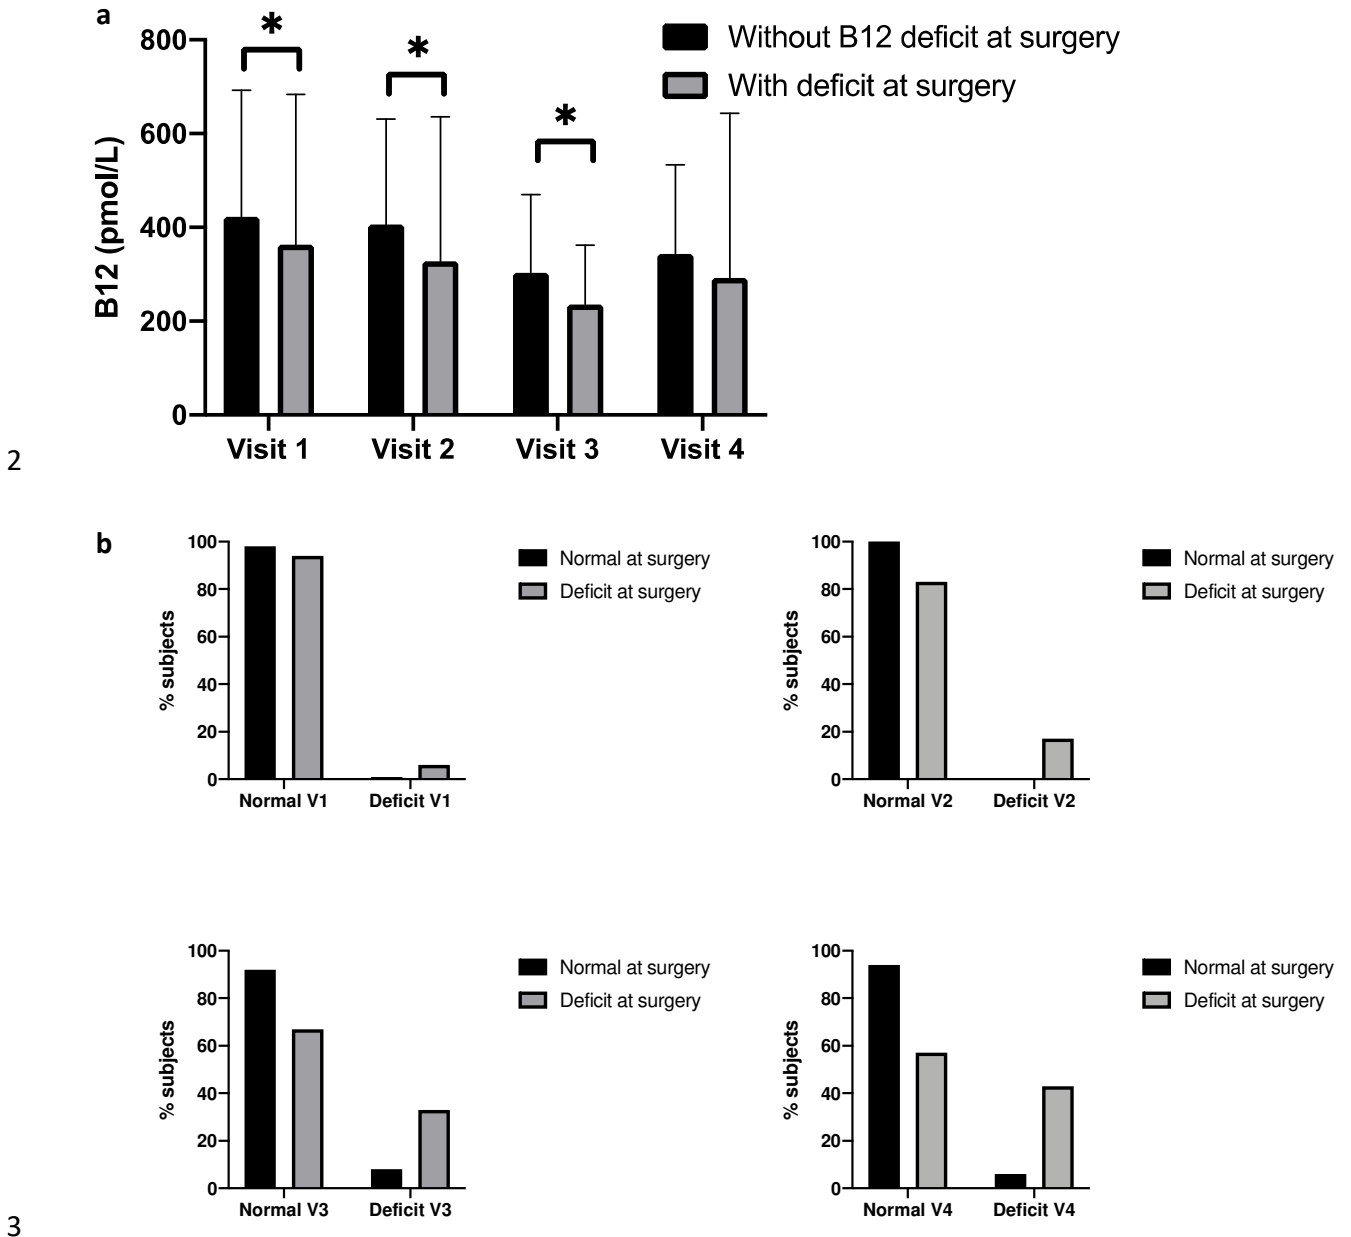 a
*
*
*
Without B12 deficit at surgery
With deficit at surgery
B12 (pmol/L)
800
600
400
200
0
Visit 1 Visit 2 Visit 3 Visit 4
2
b
% subjects
100
80
60
40
20
0
Normal V1 Deficit V1
Normal at surgery
Deficit at surgery
% subjects
100
80
60
40
20
0
Normal V2 Deficit V2
Normal at surgery
Deficit at surgery
% subjects
100
80
60
40
20
0
Normal V3 Deficit V3
Normal at surgery
Deficit at surgery
% subjects
100
80
60
40
20
0
Normal V4 Deficit V4
Normal at surgery
Deficit at surgery
3